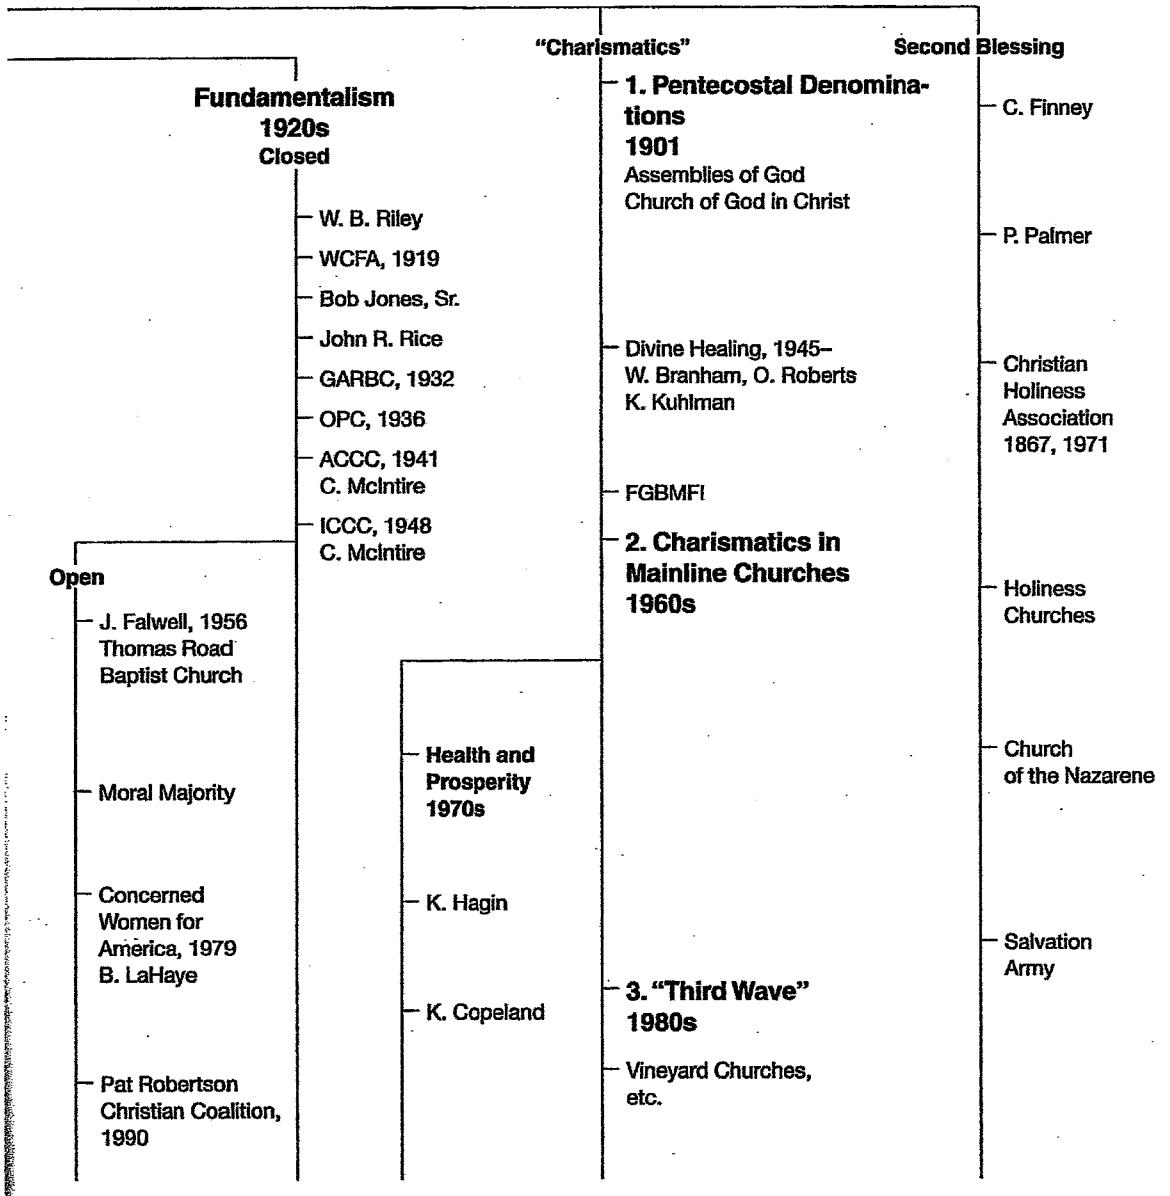 Fundamentalism
1920s
Closed
W. B. Riley
WCFA, 1919
Bob Jones, Sr.
John R. Rice
GARBC, 1932
OPC, 1936
ACCC, 1941
C. McIntire
ICCC, 1948
C. McIntire
Open
J. Falwell, 1956
Thomas Road
Baptist Church
Moral Majority
Concerned
Women for
America, 1979
B. LaHaye
Pat Robertson
Christian Coalition,
1990
"Charismatics"
1. Pentecostal Denomina-
tions
1901
Assemblies of God
Church of God in Christ
Divine Healing, 1945–
W. Branham, O. Roberts
K. Kuhlman
FGBMFI
2. Charismatics in
Mainline Churches
1960s
Health and
Prosperity
1970s
K. Hagin
K. Copeland
3. "Third Wave"
1980s
Vineyard Churches,
etc.
Second Blessing
C. Finney
P. Palmer
Christian
Holiness
Association
1867, 1971
Holiness
Churches
Church
of the Nazarene
Salvation
Army